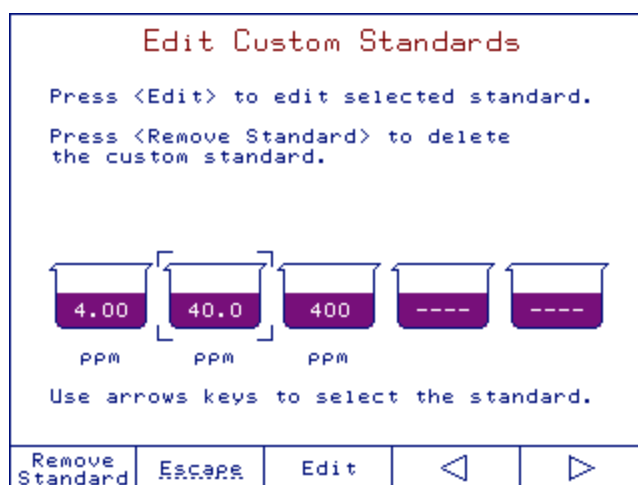 Edit Custom Standards
Press <Edit> to edit selected standard.
Press <Remove Standard> to delete
the custom standard.
4.00 40.0 400 ---- ----
ppm ppm ppm
Use arrows keys to select the standard.
Remove Standard Escape Edit